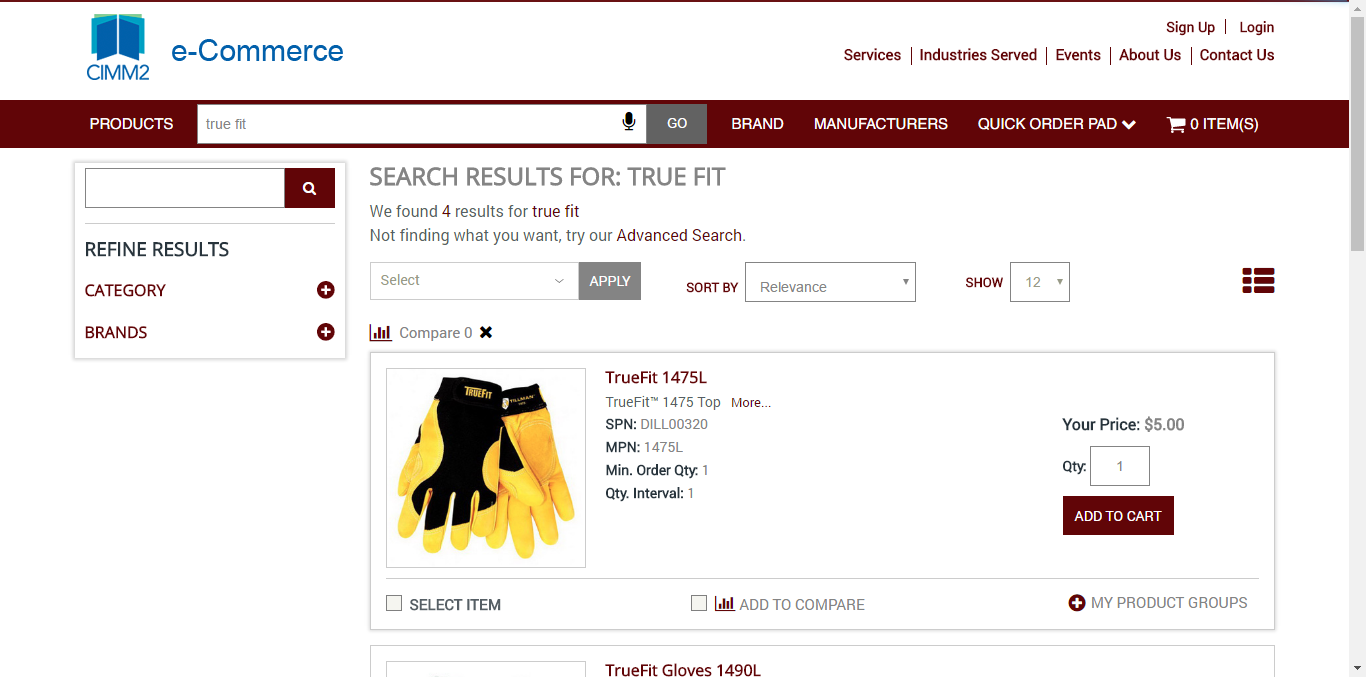 Sign Up Login
CIMM2
e-Commerce
Services Industries Served Events About Us Contact Us
PRODUCTS true fit GO BRAND MANUFACTURERS QUICK ORDER PAD 0 ITEM(S)
REFINE RESULTS
CATEGORY
BRANDS
SEARCH RESULTS FOR: TRUE FIT
We found 4 results for true fit
Not finding what you want, try our Advanced Search.
Select APPLY SORT BY Relevance SHOW 12
Compare 0
TRUEFIT
TILLMAN
TrueFit 1475L
TrueFit™ 1475 Top More...
SPN: DILL00320
MPN: 1475L
Min. Order Qty: 1
Qty. Interval: 1
Your Price: $5.00
Qty: 1
ADD TO CART
SELECT ITEM ADD TO COMPARE MY PRODUCT GROUPS
TrueFit Gloves 1490L